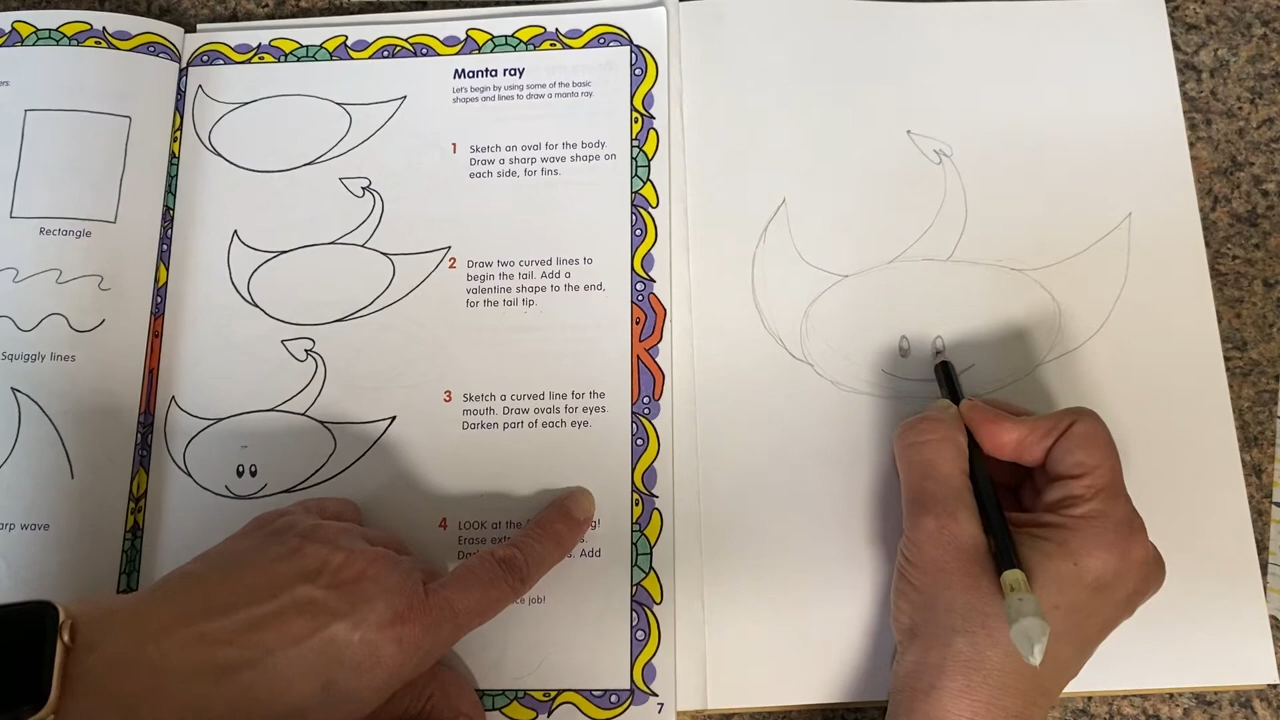 ers.
Rectangle
Squiggly lines
arp wave
Manta ray
Let's begin by using some of the basic
shapes and lines to draw a manta ray.
1 Sketch an oval for the body.
Draw a sharp wave shape on
each side, for fins.
2 Draw two curved lines to
begin the tail. Add a
valentine shape to the end,
for the tail tip.
3 Sketch a curved line for the
mouth. Draw ovals for eyes.
Darken part of each eye.
4 LOOK at the g!
Erase s.
s. Add
ce job!
7